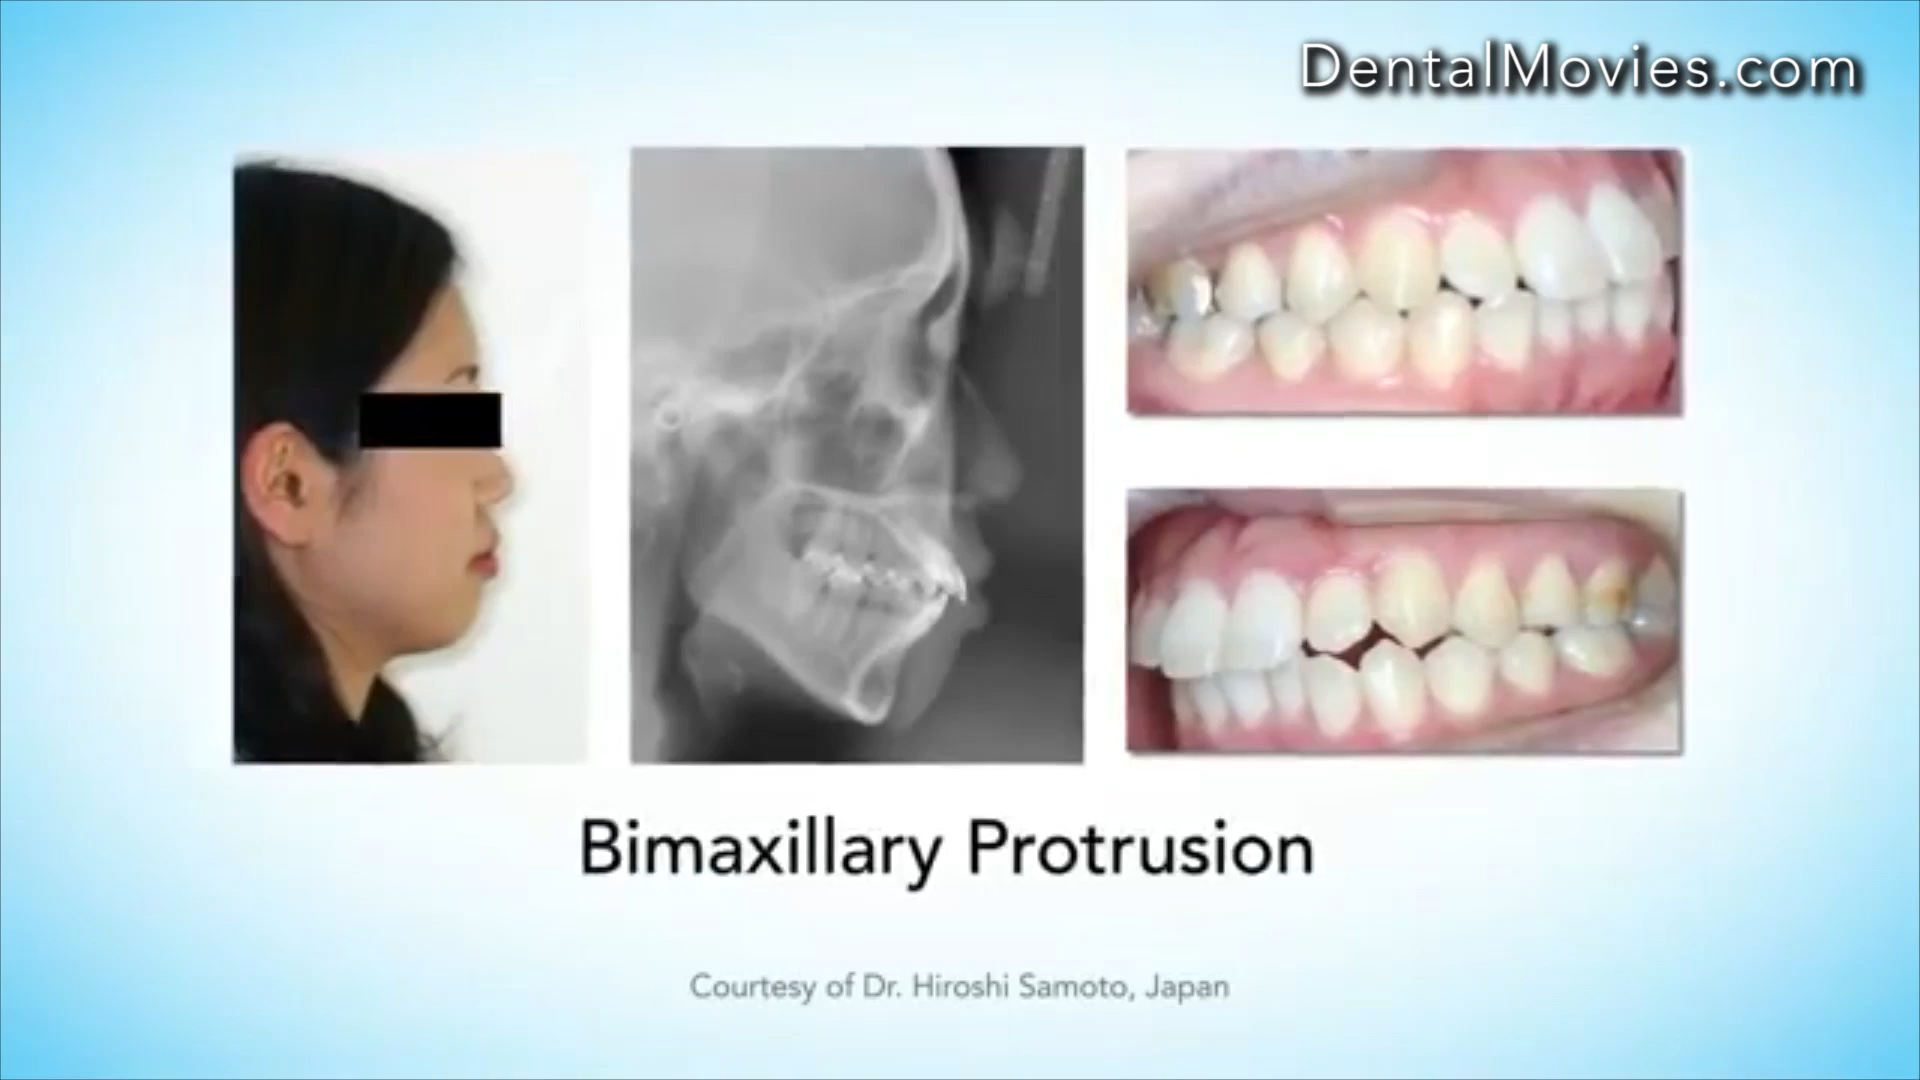 DentalMovies.com
Bimaxillary Protrusion
Courtesy of Dr. Hiroshi Samoto, Japan